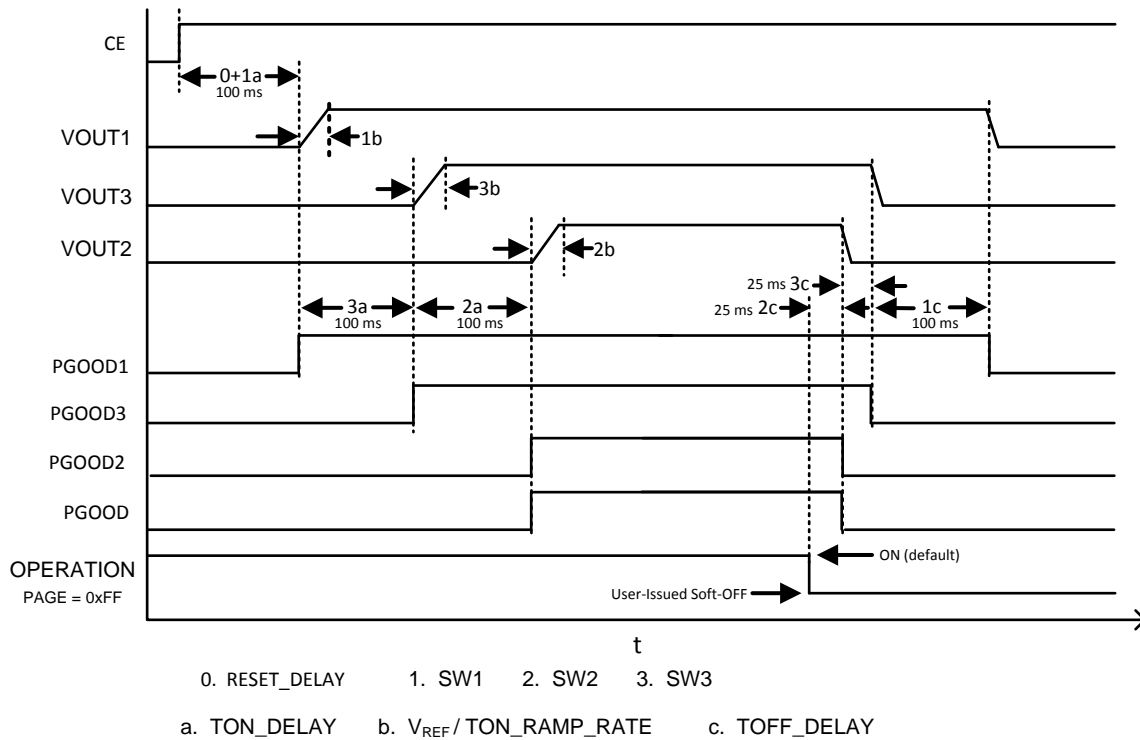 CE
0+1a
100 ms
VOUT1
1b
VOUT3
3b
VOUT2
2b
25 ms 3c
3a
100 ms
2a
100 ms
25 ms 2c
1c
100 ms
PGOOD1
PGOOD3
PGOOD2
PGOOD
OPERATION
PAGE = 0xFF
ON (default)
User-Issued Soft-OFF
t
0. RESET_DELAY 1. SW1 2. SW2 3. SW3
a. TON_DELAY b. VREF / TON_RAMP_RATE c. TOFF_DELAY